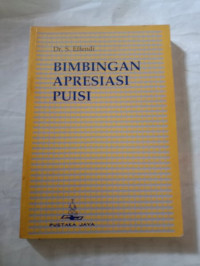 Dr. S. Effendi
BIMBINGAN
APRESIASI
PUISI
PUSTAKA JAYA